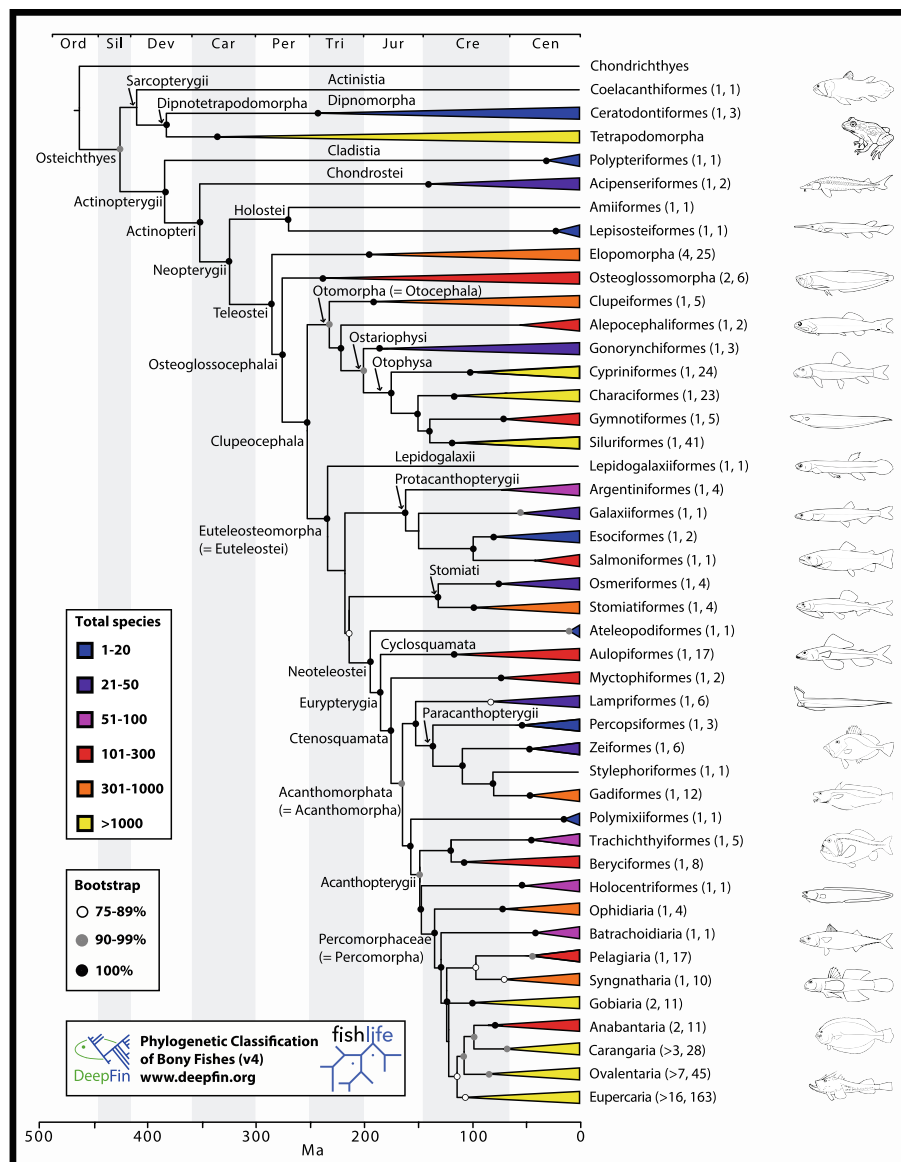 Ord Sil Dev Car Per Tri Jur Cre Cen
Chondrichthyes
Sarcopterygii
Actinistia
Coelacanthiformes (1, 1)
Dipnotetrapodomorpha
Dipnomorpha
Ceratodontiformes (1, 3)
Tetrapodomorpha
Osteichthyes
Cladistia
Polypteriformes (1, 1)
Chondrostei
Acipenseriformes (1, 2)
Actinopterygii
Holostei
Amiiformes (1, 1)
Actinopteri
Lepisosteiformes (1, 1)
Neopterygii
Elopomorpha (4, 25)
Osteoglossomorpha (2, 6)
Otomorpha (= Otocephala)
Clupeiformes (1, 5)
Teleostei
Alepocephaliformes (1, 2)
Ostariophysi
Gonorynchiformes (1, 3)
Osteoglossocephalai
Otophysa
Cypriniformes (1, 24)
Characiformes (1, 23)
Gymnotiformes (1, 5)
Clupeocephala
Siluriformes (1, 41)
Lepidogalaxii
Lepidogalaxiiformes (1, 1)
Protacanthopterygii
Argentiniformes (1, 4)
Galaxiiformes (1, 1)
Euteleosteomorpha
(= Euteleostei)
Esociformes (1, 2)
Salmoniformes (1, 1)
Stomiati
Osmeriformes (1, 4)
Stomiatiformes (1, 4)
Ateleopodiformes (1, 1)
Cyclosquamata
Aulopiformes (1, 17)
Neoteleostei
Myctophiformes (1, 2)
Eurypterygia
Lampriformes (1, 6)
Paracanthopterygii
Percopsiformes (1, 3)
Ctenosquamata
Zeiformes (1, 6)
Stylephoriformes (1, 1)
Acanthomorphata
(= Acanthomorpha)
Gadiformes (1, 12)
Polymixiiformes (1, 1)
Trachichthyiformes (1, 5)
Beryciformes (1, 8)
Acanthopterygii
Holocentriformes (1, 1)
Ophidiaria (1, 4)
Batrachoidiaria (1, 1)
Percomorphaceae
(= Percomorpha)
Pelagiaria (1, 17)
Syngnatharia (1, 10)
Gobiaria (2, 11)
Anabantaria (2, 11)
Carangaria (>3, 28)
Ovalentaria (>7, 45)
Eupercaria (>16, 163)
Total species
1-20
21-50
51-100
101-300
301-1000
>1000
Bootstrap
75-89%
90-99%
100%
DeepFin
Phylogenetic Classification
of Bony Fishes (v4)
www.deepfin.org
fishlife
500 400 300 200 100 0
Ma